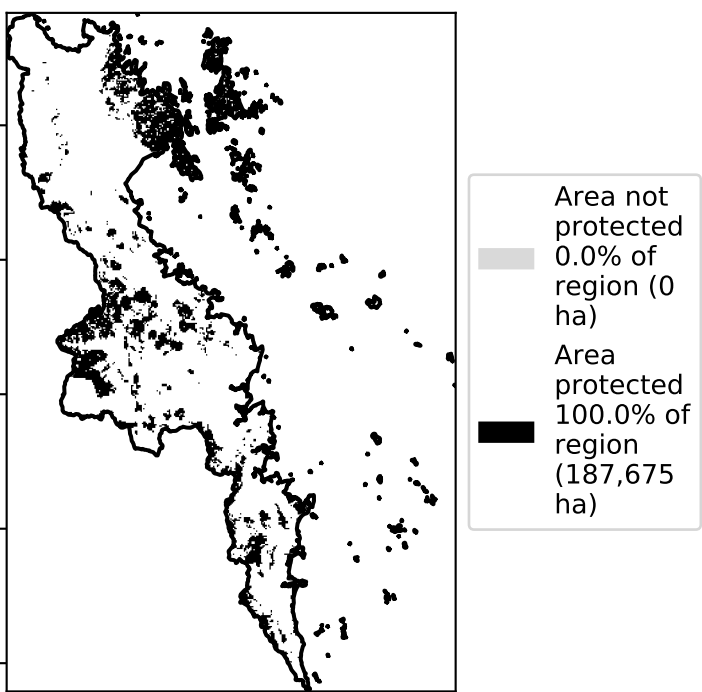 Area not
protected
0.0% of
region (0
ha)
Area
protected
100.0% of
region
(187,675
ha)